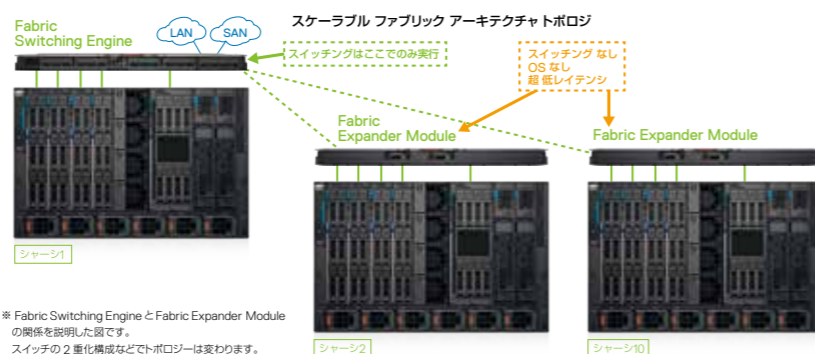 スケーラブル ファブリック アーキテクチャトポロジ
Fabric
Switching Engine
LAN
SAN
スイッチングはここでのみ実行
スイッチング なし
OS なし
超 低レイテンシ
Fabric
Expander Module
Fabric Expander Module
シャーシ1
※ Fabric Switching Engine と Fabric Expander Module
の関係を説明した図です。
スイッチの 2 重化構成などでトポロジーは変わります。
シャーシ2
シャーシ10